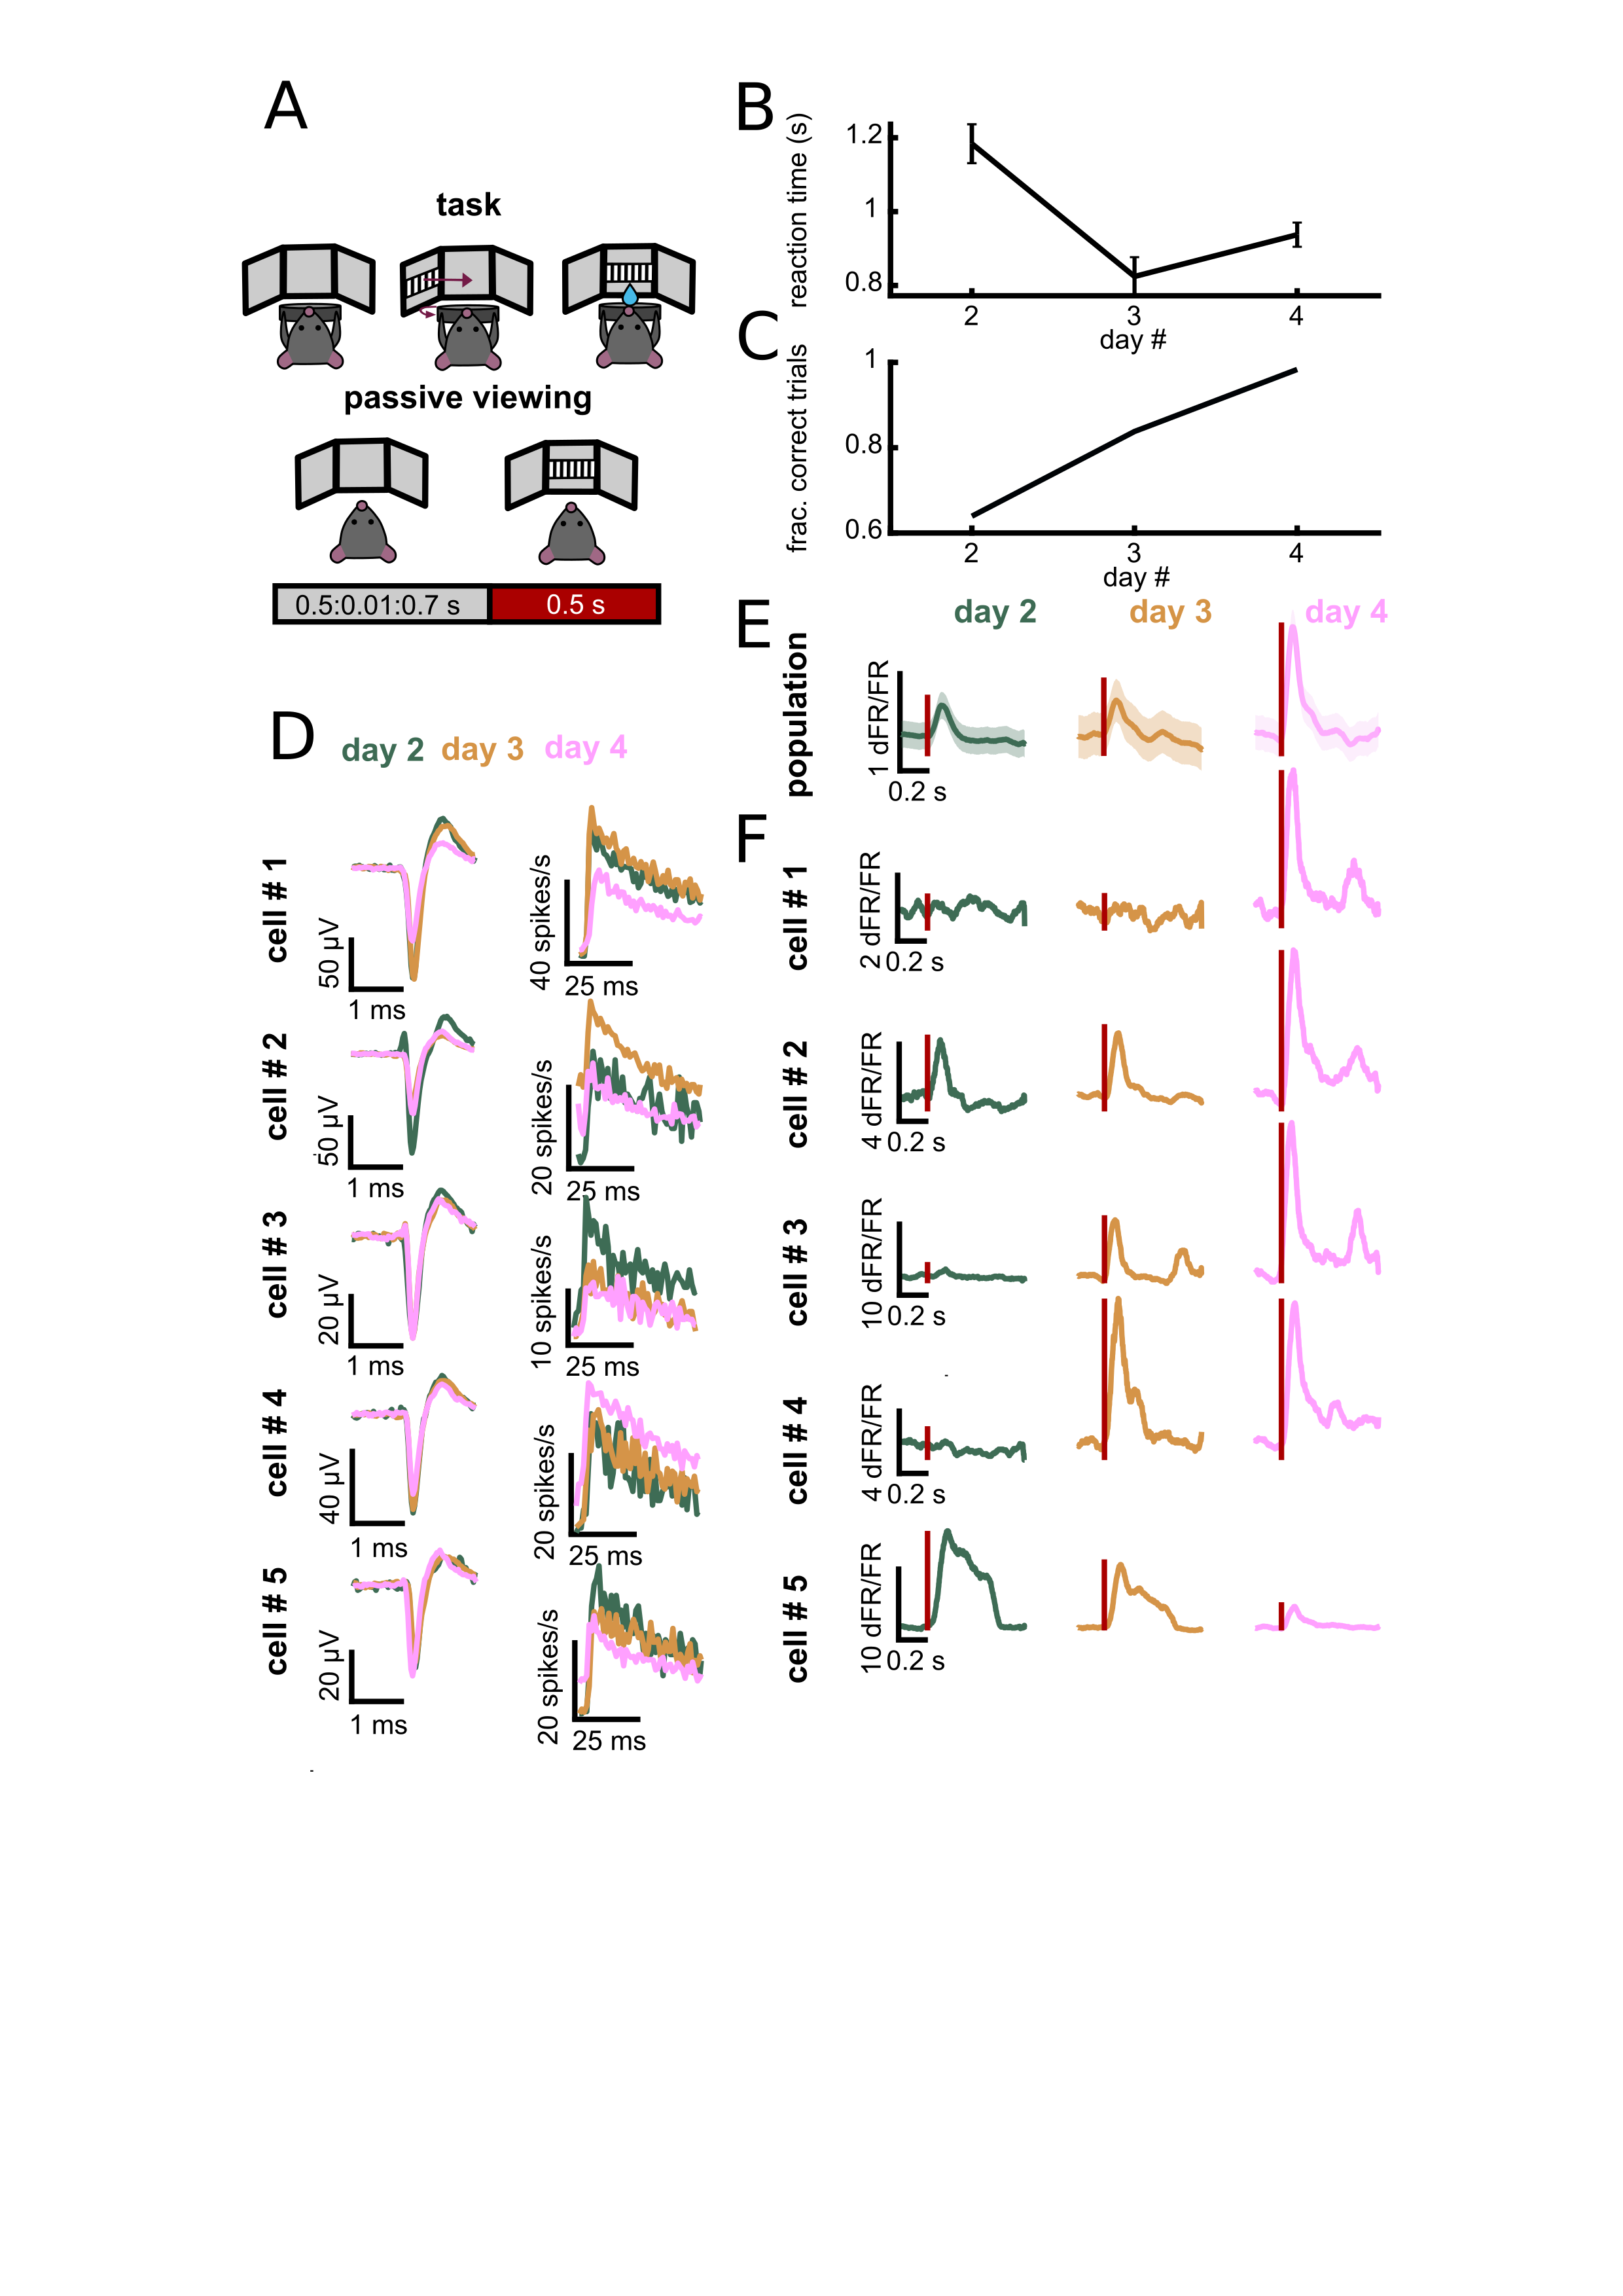 A
task
passive viewing
0.5:0.01:0.7 s
0.5 s
B
reaction time (s)
1.2
1
0.8
2
3
4
day #
C
frac. correct trials
1
0.8
0.6
2
3
4
day #
D
day 2
day 3
day 4
cell # 1
50 µV
1 ms
40 spikes/s
25 ms
cell # 2
50 µV
1 ms
20 spikes/s
25 ms
cell # 3
20 µV
1 ms
10 spikes/s
25 ms
cell # 4
40 µV
1 ms
20 spikes/s
25 ms
cell # 5
20 µV
1 ms
20 spikes/s
25 ms
E
day 2
day 3
day 4
population
1 dFR/FR
0.2 s
F
cell # 1
2 dFR/FR
0.2 s
cell # 2
4 dFR/FR
0.2 s
cell # 3
10 dFR/FR
0.2 s
cell # 4
4 dFR/FR
0.2 s
cell # 5
10 dFR/FR
0.2 s